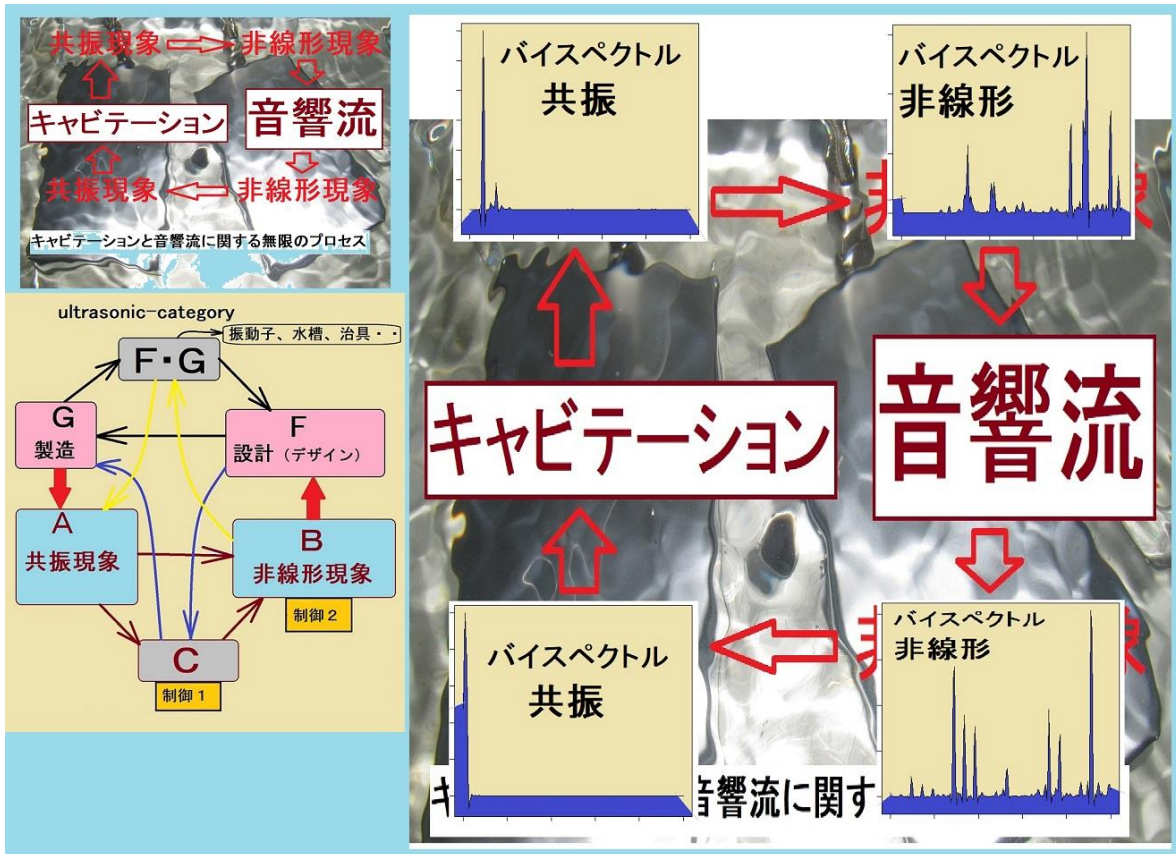 共振現象
非線形現象
キャビテーション
音響流
共振現象
非線形現象
キャビテーションと音響流に関する無限のプロセス
ultrasonic-category
振動子、水槽、治具・・
F・G
G
製造
F
設計(デザイン)
A
共振現象
B
非線形現象
制御2
C
制御1
バイスペクトル
共振
バイスペクトル
非線形
キャビテーション
音響流
バイスペクトル
共振
バイスペクトル
非線形
音響流に関す